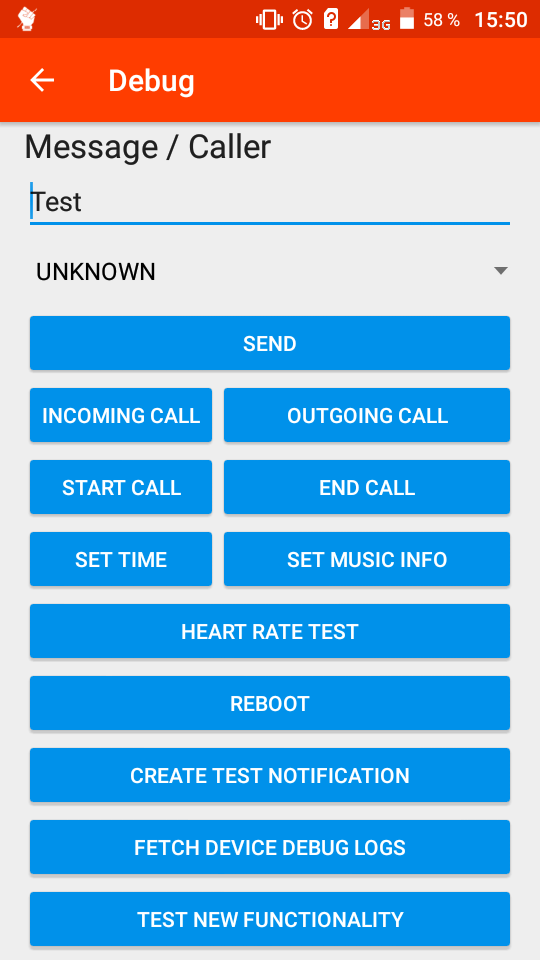 3G 58 % 15:50
Debug
Message / Caller
Test
UNKNOWN
SEND
INCOMING CALL OUTGOING CALL
START CALL END CALL
SET TIME SET MUSIC INFO
HEART RATE TEST
REBOOT
CREATE TEST NOTIFICATION
FETCH DEVICE DEBUG LOGS
TEST NEW FUNCTIONALITY